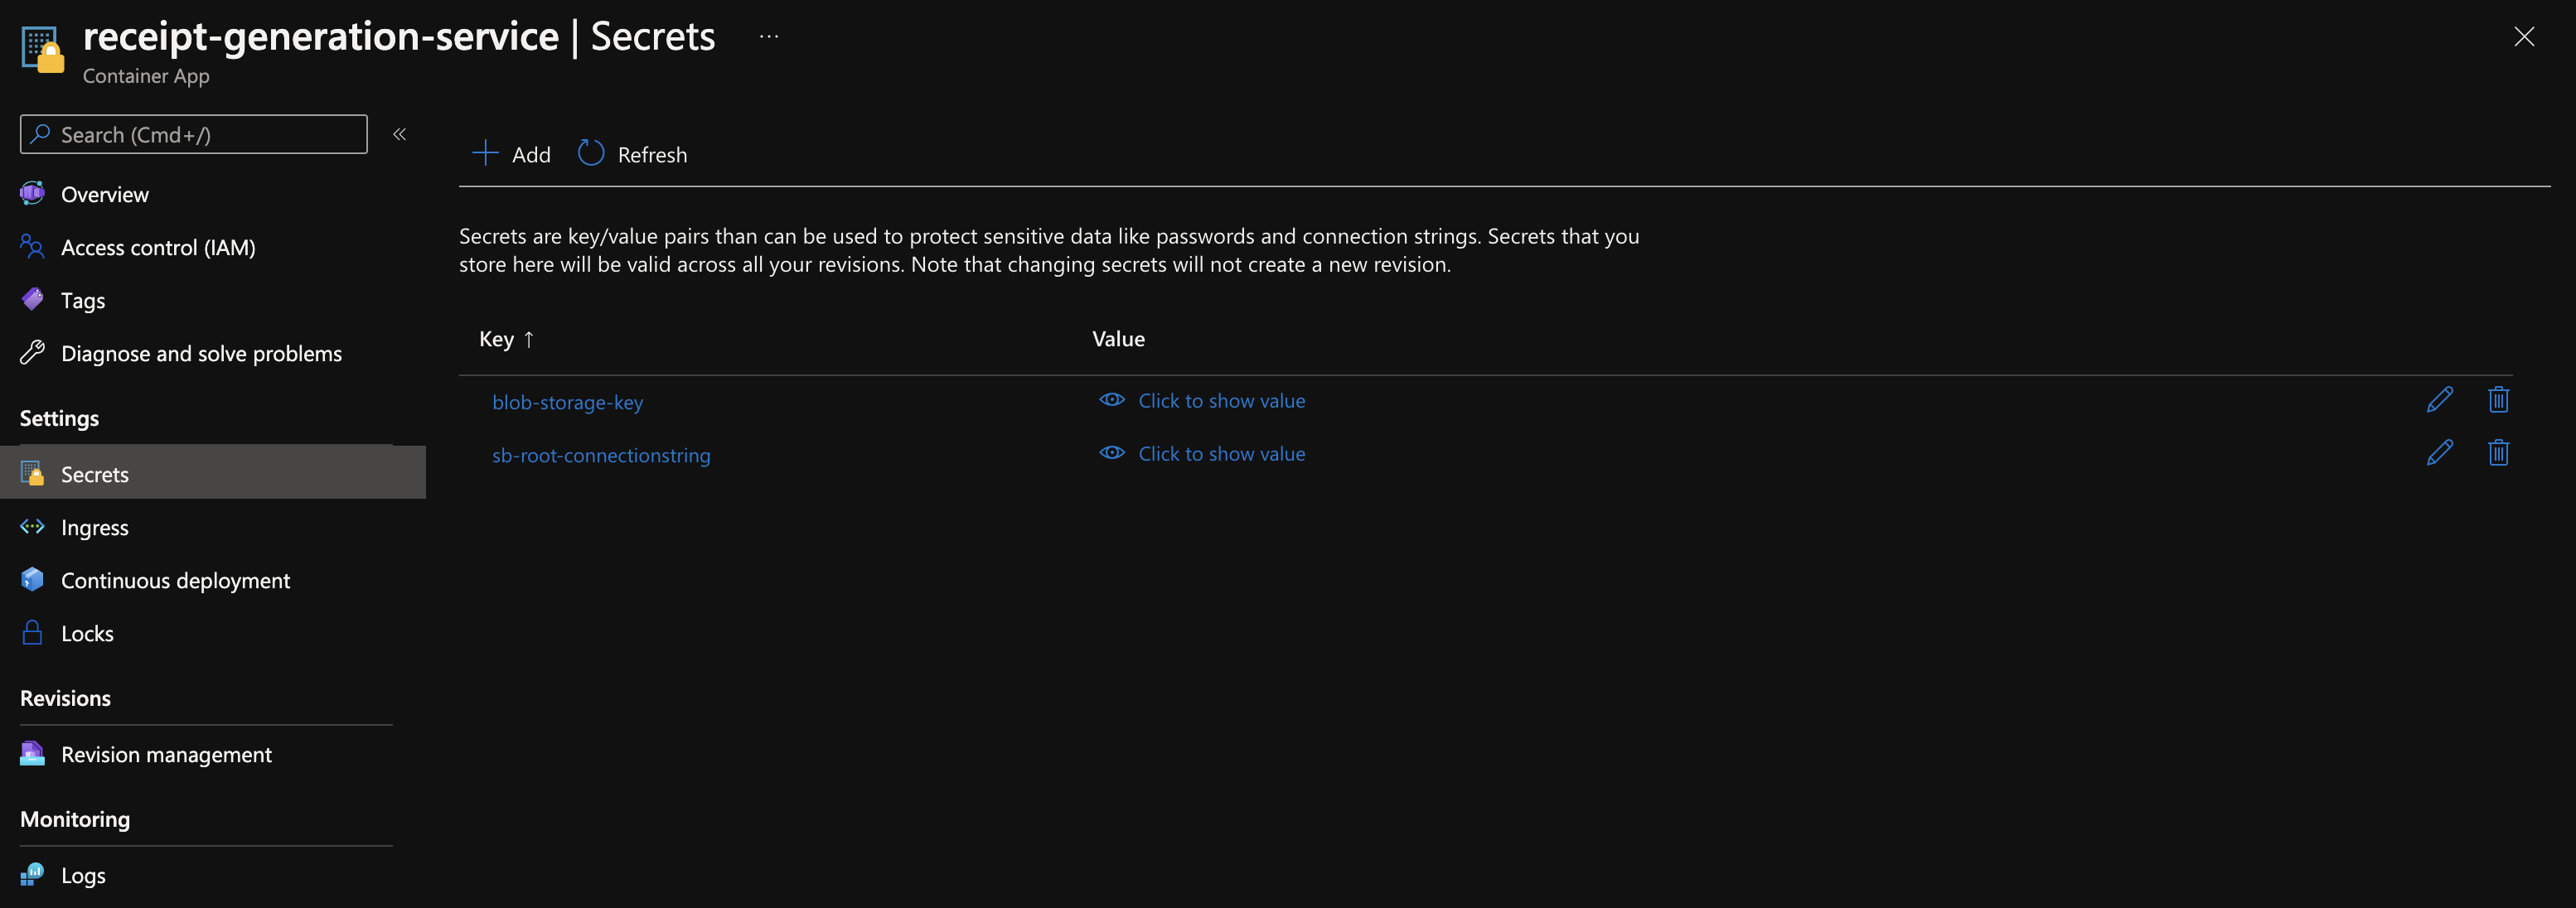 receipt-generation-service | Secrets ...
Container App
Search (Cmd+/)
Overview
Access control (IAM)
Tags
Diagnose and solve problems
Settings
Secrets
Ingress
Continuous deployment
Locks
Revisions
Revision management
Monitoring
Logs
Add Refresh
Secrets are key/value pairs than can be used to protect sensitive data like passwords and connection strings. Secrets that you
store here will be valid across all your revisions. Note that changing secrets will not create a new revision.
Key ↑ Value
blob-storage-key Click to show value
sb-root-connectionstring Click to show value